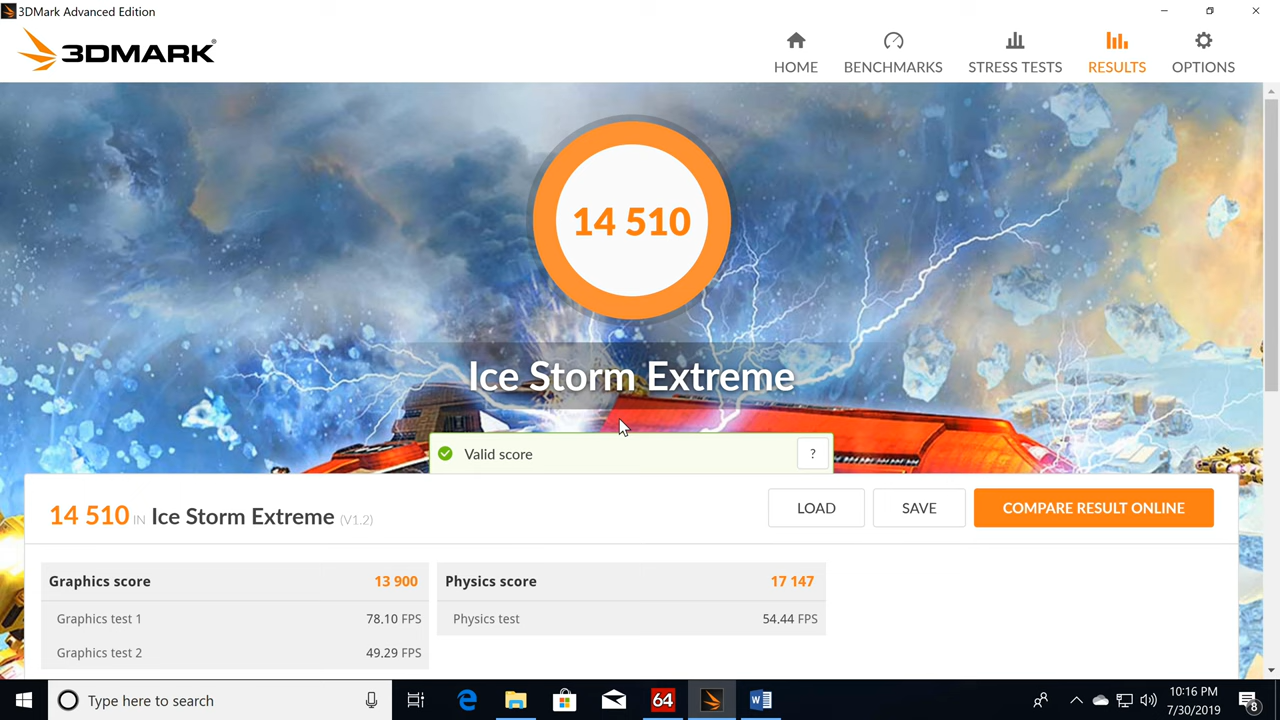 3DMark Advanced Edition
3DMARK®
HOME
BENCHMARKS
STRESS TESTS
RESULTS
OPTIONS
14 510
Ice Storm Extreme
Valid score
?
14 510 IN Ice Storm Extreme (V1.2)
LOAD
SAVE
COMPARE RESULT ONLINE
Graphics score 13 900
Graphics test 1 78.10 FPS
Graphics test 2 49.29 FPS
Physics score 17 147
Physics test 54.44 FPS
Type here to search
64
10:16 PM
7/30/2019
8